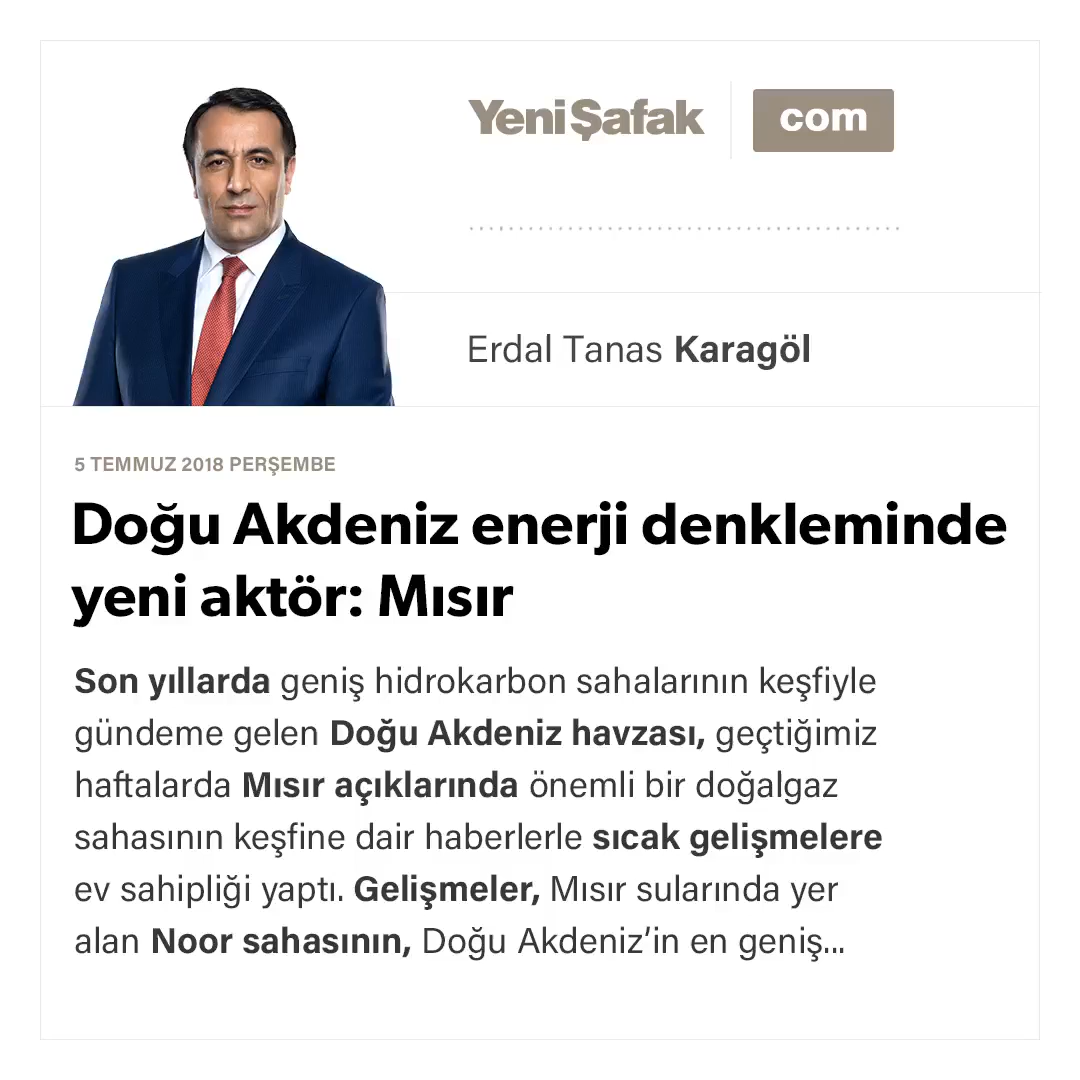 YeniŞafak com
Erdal Tanas Karagöl
5 TEMMUZ 2018 PERŞEMBE
Doğu Akdeniz enerji denkleminde
yeni aktör: Mısır
Son yıllarda geniş hidrokarbon sahalarının keşfiyle
gündeme gelen Doğu Akdeniz havzası, geçtiğimiz
haftalarda Mısır açıklarında önemli bir doğalgaz
sahasının keşfine dair haberlerle sıcak gelişmelere
ev sahipliği yaptı. Gelişmeler, Mısır sularında yer
alan Noor sahasının, Doğu Akdeniz’in en geniş...